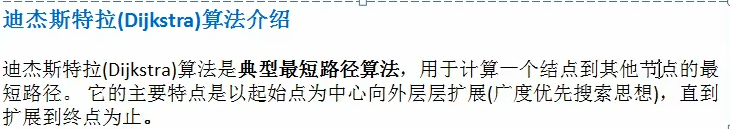 迪杰斯特拉(Dijkstra)算法介绍
迪杰斯特拉(Dijkstra)算法是典型最短路径算法，用于计算一个结点到其他节点的最
短路径。 它的主要特点是以起始点为中心向外层层扩展(广度优先搜索思想)，直到
扩展到终点为止。